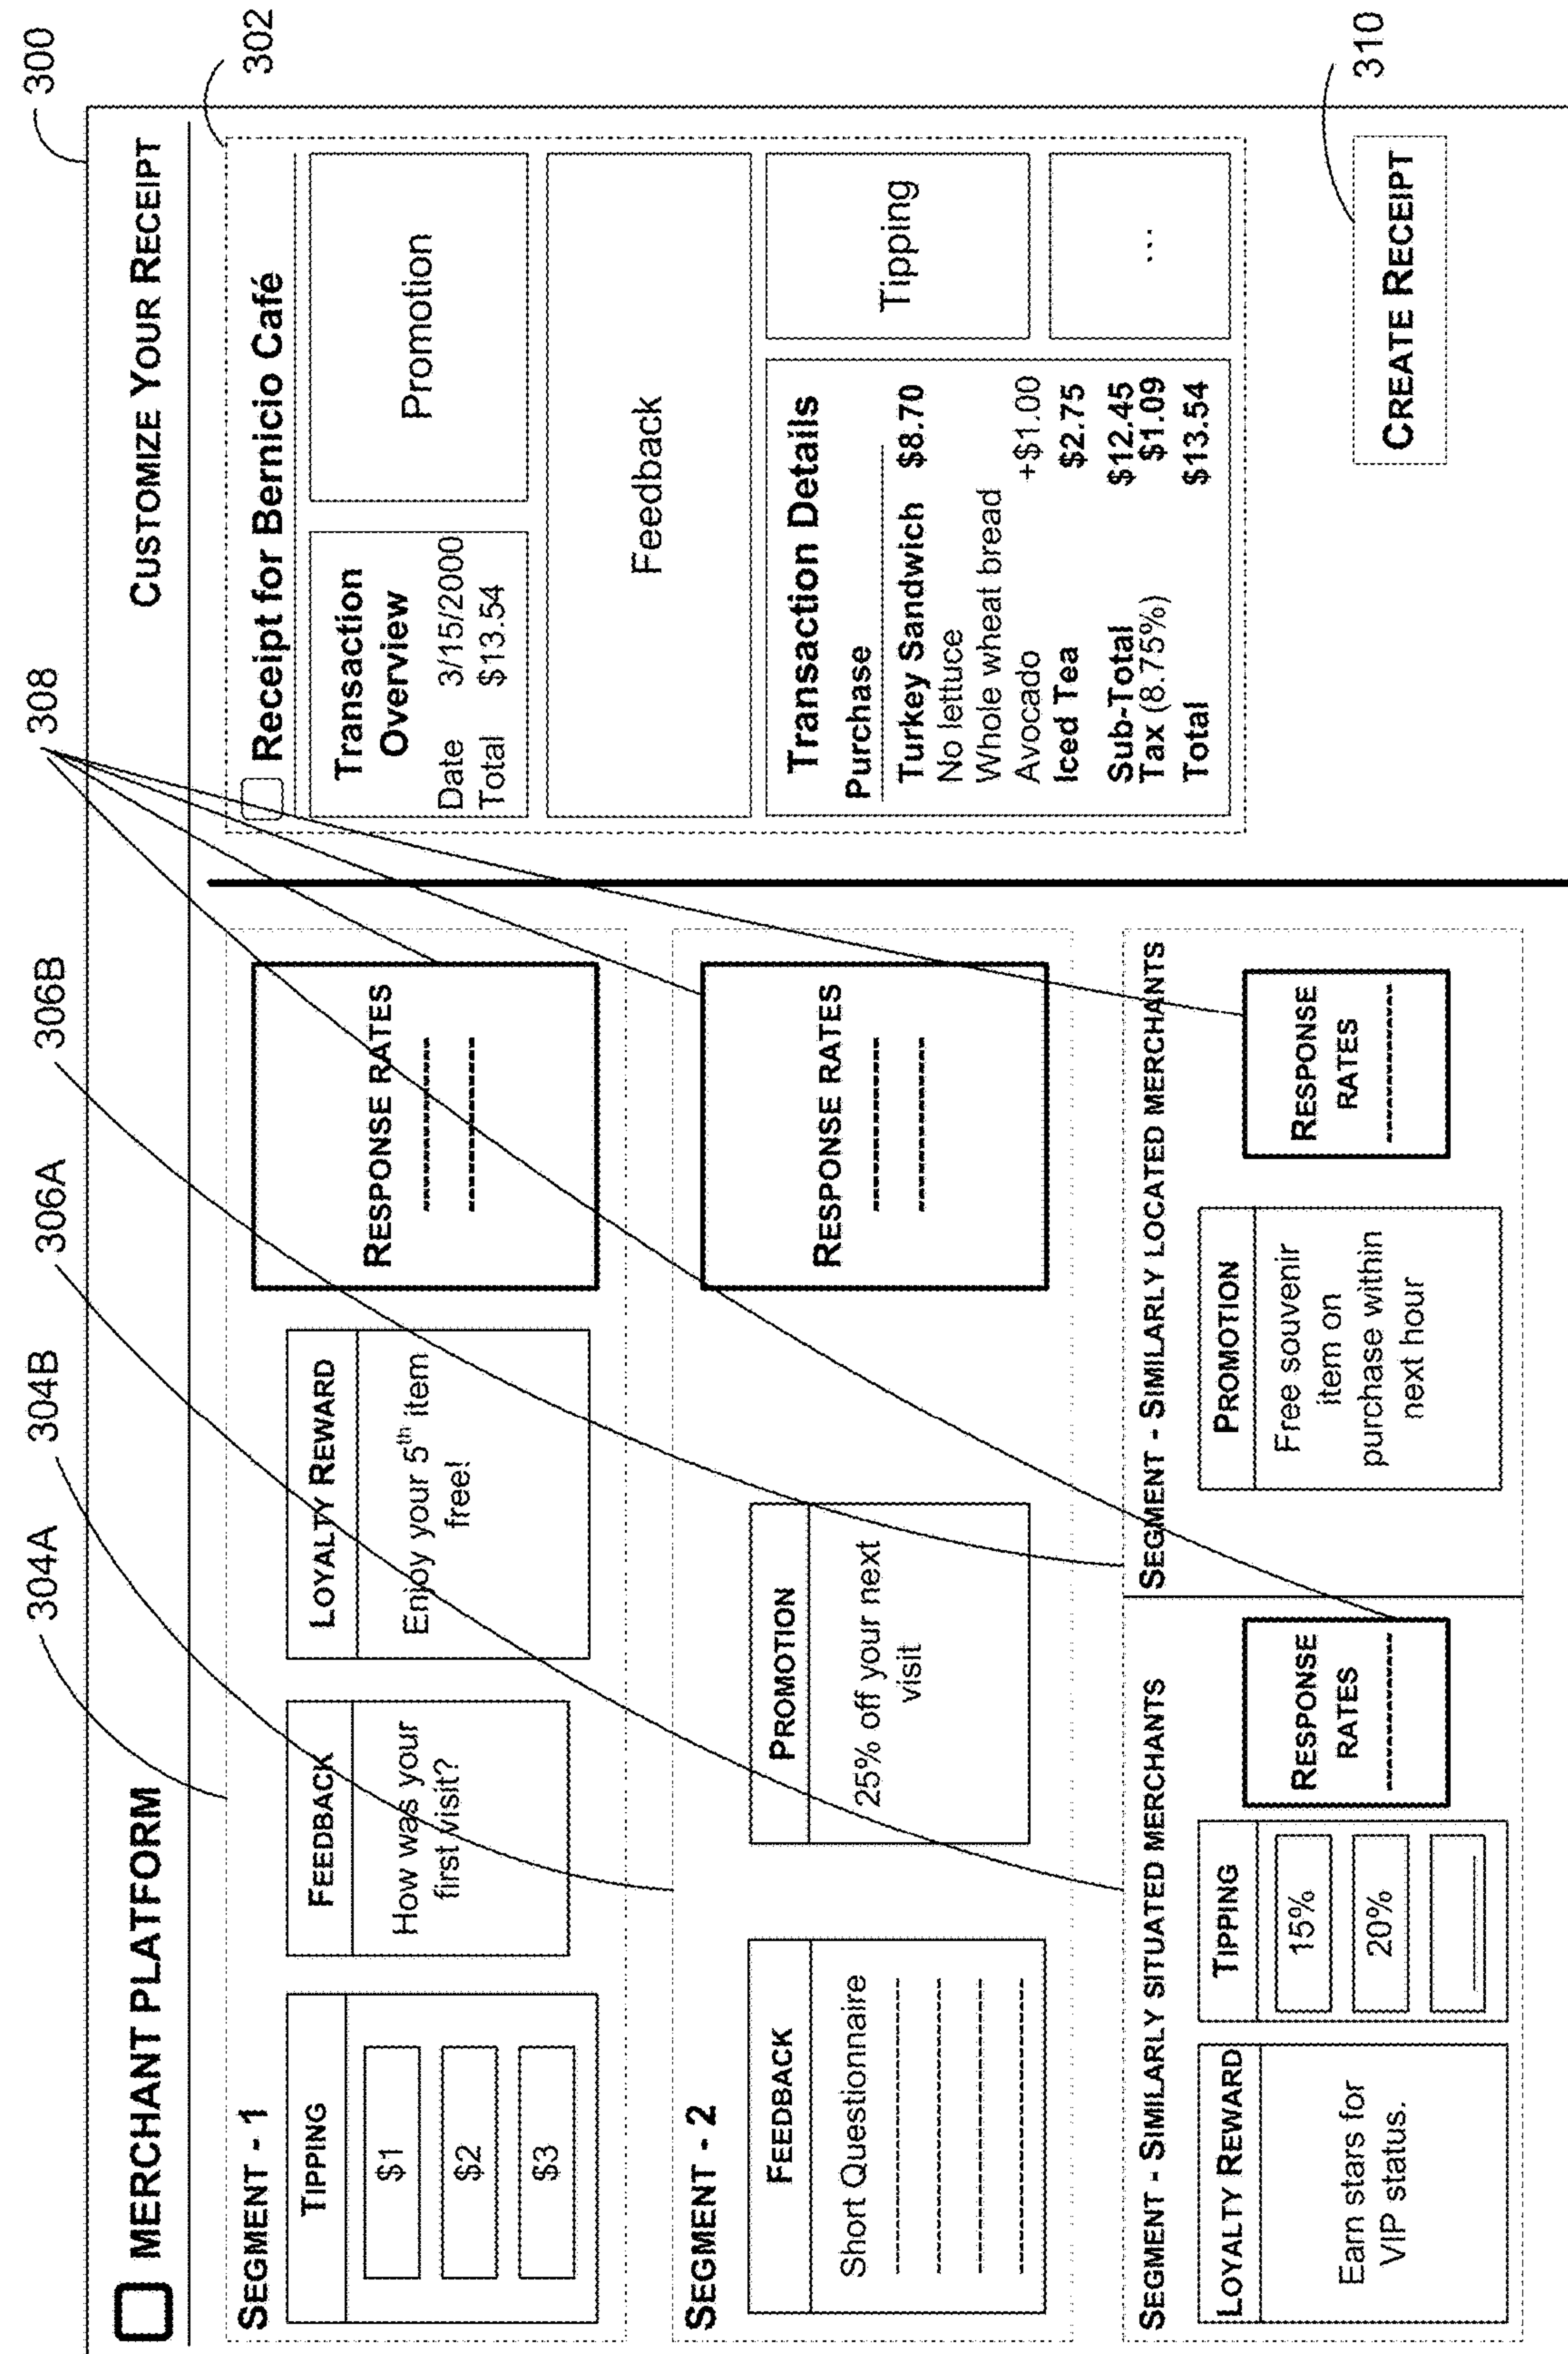 304A
304B
306A
306B
308
300
302
310
MERCHANT PLATFORM
CUSTOMIZE YOUR RECEIPT
SEGMENT - 1
TIPPING
$1
$2
$3
FEEDBACK
How was your
first visit?
LOYALTY REWARD
Enjoy your 5th item
free!
RESPONSE RATES
SEGMENT - 2
FEEDBACK
Short Questionnaire
PROMOTION
25% off your next
visit
RESPONSE RATES
SEGMENT - SIMILARLY SITUATED MERCHANTS
LOYALTY REWARD
Earn stars for
VIP status.
TIPPING
15%
20%
RESPONSE
RATES
SEGMENT - SIMILARLY LOCATED MERCHANTS
PROMOTION
Free souvenir
item on
purchase within
next hour
RESPONSE
RATES
Receipt for Bernicio Café
Transaction
Overview
Date 3/15/2000
Total $13.54
Promotion
Feedback
Transaction Details
Purchase
Turkey Sandwich $8.70
No lettuce
Whole wheat bread
Avocado +$1.00
Iced Tea $2.75
Sub-Total $12.45
Tax (8.75%) $1.09
Total $13.54
Tipping
...
CREATE RECEIPT